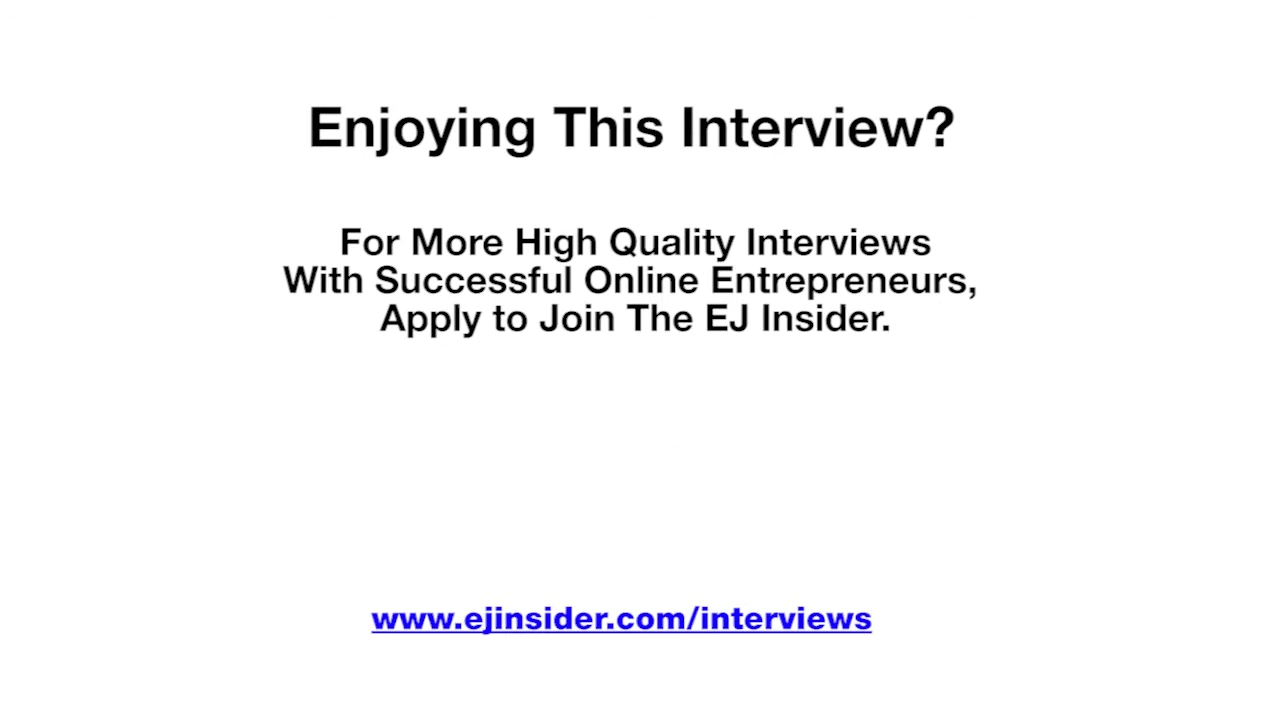 Enjoying This Interview?
For More High Quality Interviews
With Successful Online Entrepreneurs,
Apply to Join The EJ Insider.
www.ejinsider.com/interviews